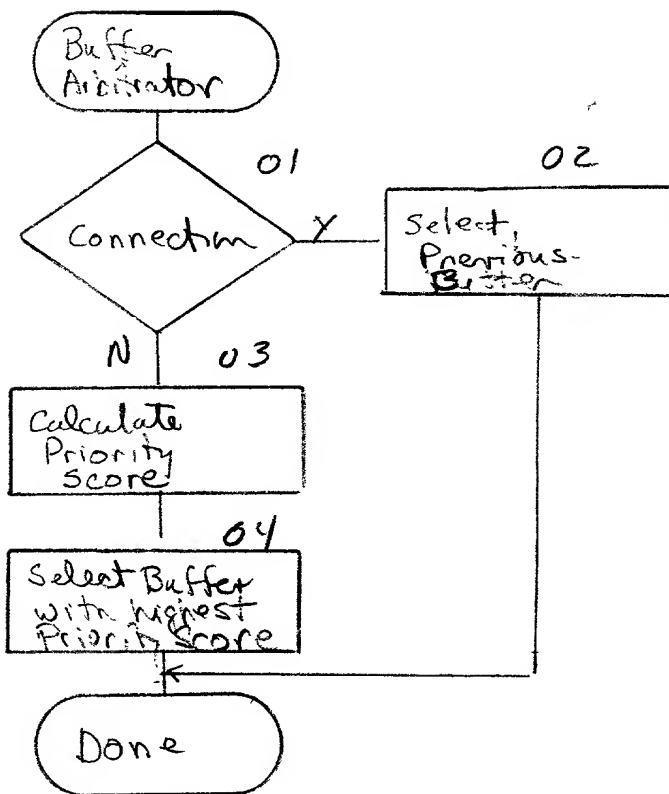 Buffer
Arbitrator
01
02
Connection
Y
Select
Previous-
Buffer
N
03
Calculate
Priority
Score
04
Select Buffer
with highest
Priority Score
Done